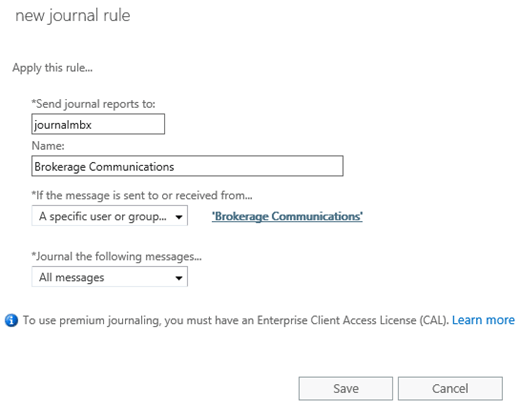 new journal rule
Apply this rule...
*Send journal reports to:
journalmbx
Name:
Brokerage Communications
*If the message is sent to or received from...
A specific user or group... 'Brokerage Communications'
*Journal the following messages...
All messages
To use premium journaling, you must have an Enterprise Client Access License (CAL). Learn more
Save Cancel